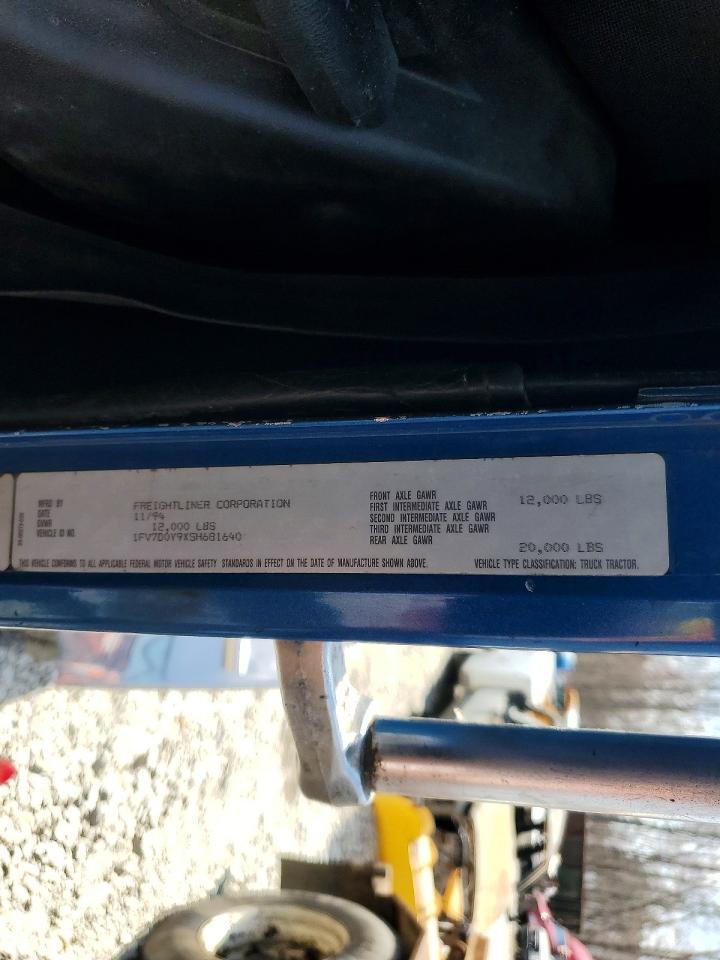 MFRD BY FREIGHTLINER CORPORATION
DATE 11/94
GVWR 12,000 LBS
VEHICLE ID NO. 1FV7D0Y9XSH681640
FRONT AXLE GAWR 12,000 LBS
FIRST INTERMEDIATE AXLE GAWR
SECOND INTERMEDIATE AXLE GAWR
THIRD INTERMEDIATE AXLE GAWR
REAR AXLE GAWR 20,000 LBS
THIS VEHICLE CONFORMS TO ALL APPLICABLE FEDERAL MOTOR VEHICLE SAFETY STANDARDS IN EFFECT ON THE DATE OF MANUFACTURE SHOWN ABOVE. VEHICLE TYPE CLASSIFICATION: TRUCK TRACTOR.